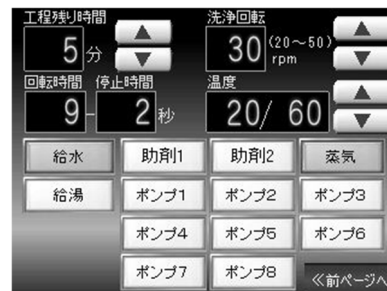 工程残り時間
5分
洗浄回転
30 (20～50) rpm
回転時間 停止時間
9-2秒
温度
20/ 60
給水 助剤1 助剤2 蒸気
給湯 ポンプ1 ポンプ2 ポンプ3
ポンプ4 ポンプ5 ポンプ6
ポンプ7 ポンプ8
≪前ページへ